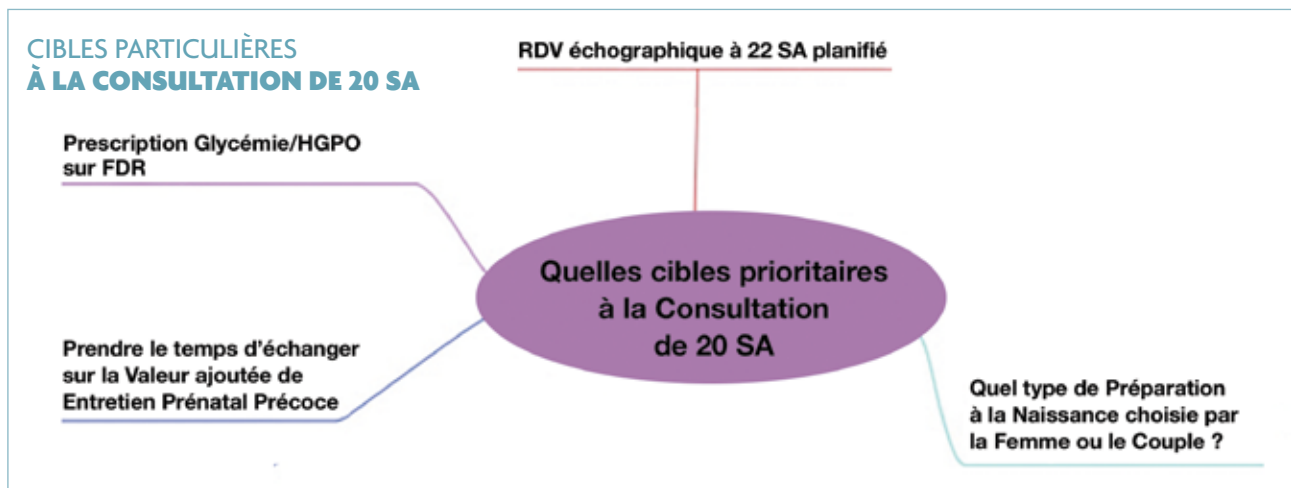 CIBLES PARTICULIÈRES
À LA CONSULTATION DE 20 SA
RDV échographique à 22 SA planifié
Prescription Glycémie/HGPO
sur FDR
Quelles cibles prioritaires
à la Consultation
de 20 SA
Prendre le temps d'échanger
sur la Valeur ajoutée de
Entretien Prénatal Précoce
Quel type de Préparation
à la Naissance choisie par
la Femme ou le Couple ?